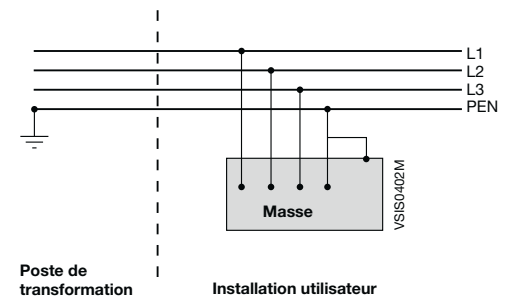 L1
L2
L3
PEN
Masse
VSIS0402M
Poste de
transformation
Installation utilisateur